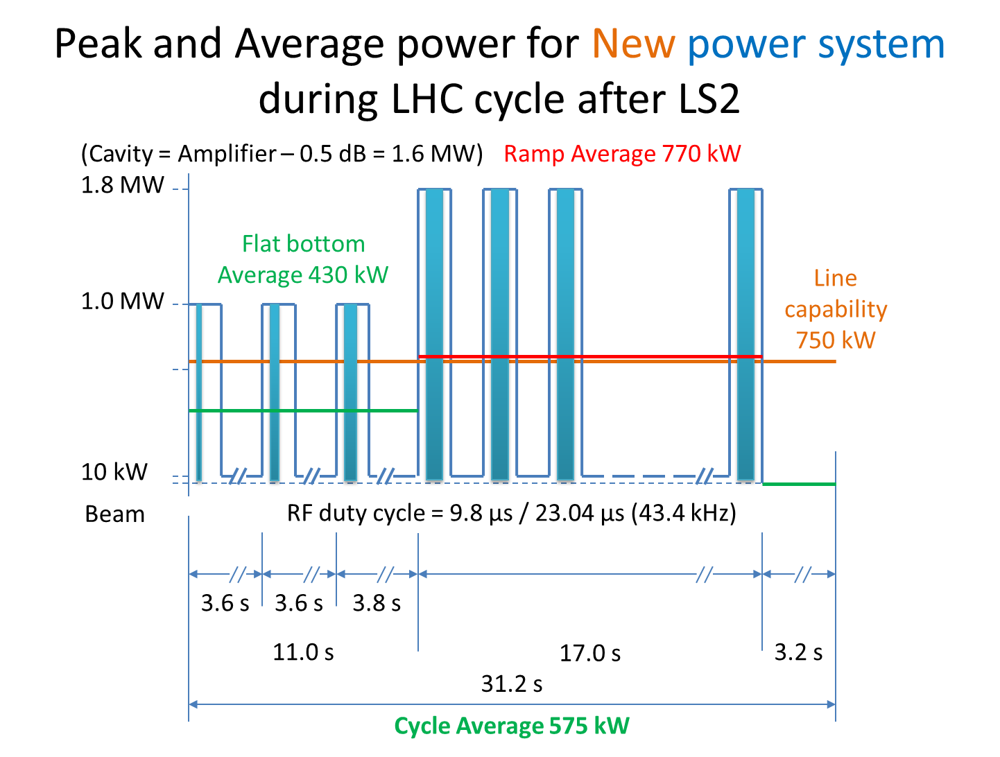 Peak and Average power for New power system
during LHC cycle after LS2
(Cavity = Amplifier – 0.5 dB = 1.6 MW)
Ramp Average 770 kW
1.8 MW
Flat bottom
Average 430 kW
Line
capability
750 kW
1.0 MW
10 kW
Beam
RF duty cycle = 9.8 µs / 23.04 µs (43.4 kHz)
3.6 s
3.6 s
3.8 s
11.0 s
17.0 s
3.2 s
31.2 s
Cycle Average 575 kW